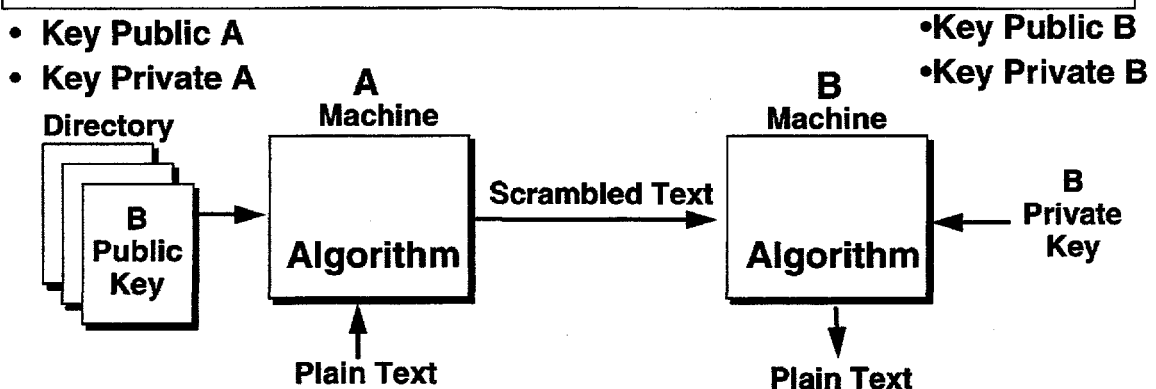 • Key Public A
• Key Private A
•Key Public B
•Key Private B
Directory
A
Machine
B
Machine
B
Public
Key
Algorithm
Scrambled Text
Algorithm
B
Private
Key
Plain Text
Plain Text